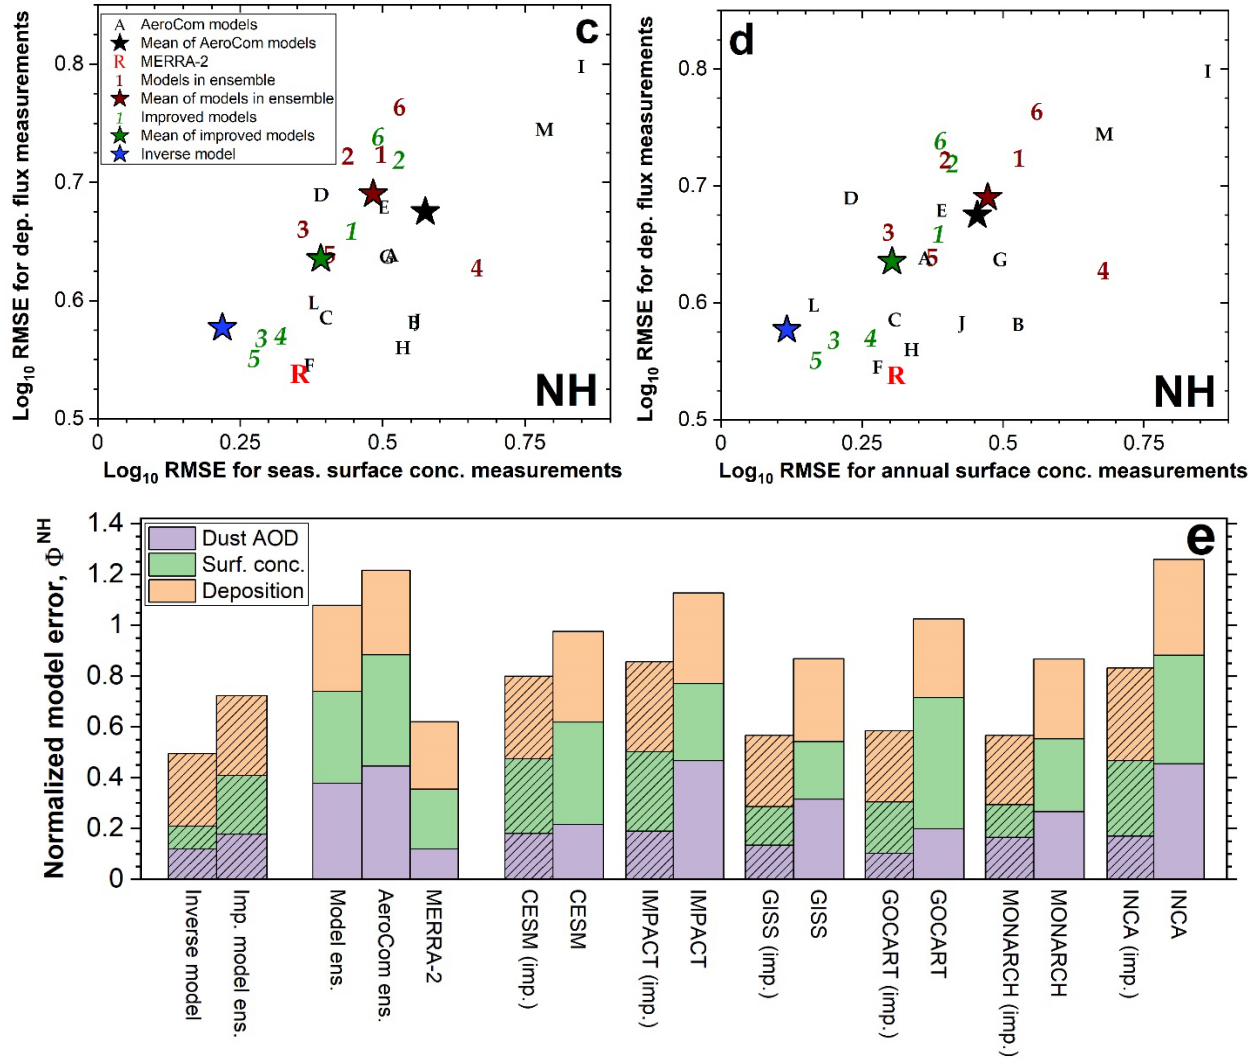 c
A AeroCom models
Mean of AeroCom models
R MERRA-2
1 Models in ensemble
Mean of models in ensemble
1 Improved models
Mean of improved models
Inverse model
Log10 RMSE for dep. flux measurements
0.8
0.7
0.6
0.5
0
0.25
0.5
0.75
I
M
6
6
2
1
2
D
E
3
1
5
G
A
4
L
C
B
J
3
4
5
H
F
R
NH
Log10 RMSE for seas. surface conc. measurements
d
Log10 RMSE for dep. flux measurements
0.8
0.7
0.6
0.5
0
0.25
0.5
0.75
I
M
6
6
2
2
1
D
E
3
1
5
A
G
4
L
C
J
B
3
4
5
H
F
R
NH
Log10 RMSE for annual surface conc. measurements
e
Dust AOD
Surf. conc.
Deposition
Normalized model error, Φ^NH
1.4
1.2
1
0.8
0.6
0.4
0.2
0
Inverse model
Imp. model ens.
Model ens.
AeroCom ens.
MERRA-2
CESM (imp.)
CESM
IMPACT (imp.)
IMPACT
GISS (imp.)
GISS
GOCART (imp.)
GOCART
MONARCH (imp.)
MONARCH
INCA (imp.)
INCA